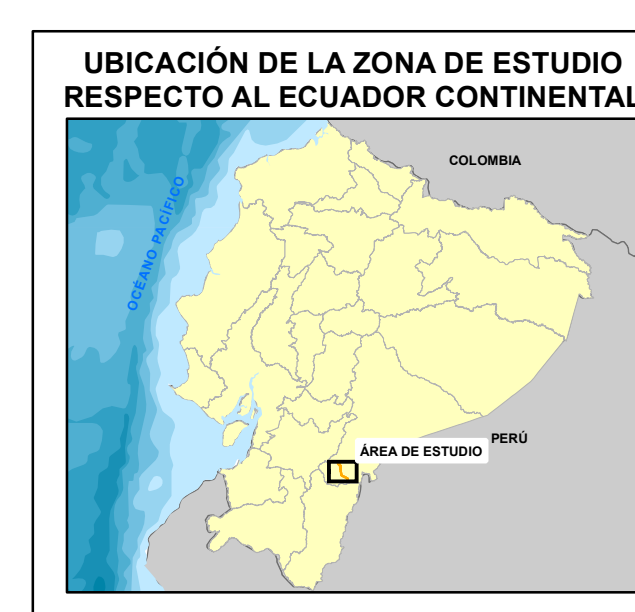 UBICACIÓN DE LA ZONA DE ESTUDIO
RESPECTO AL ECUADOR CONTINENTAL
COLOMBIA
OCÉANO PACÍFICO
PERÚ
ÁREA DE ESTUDIO